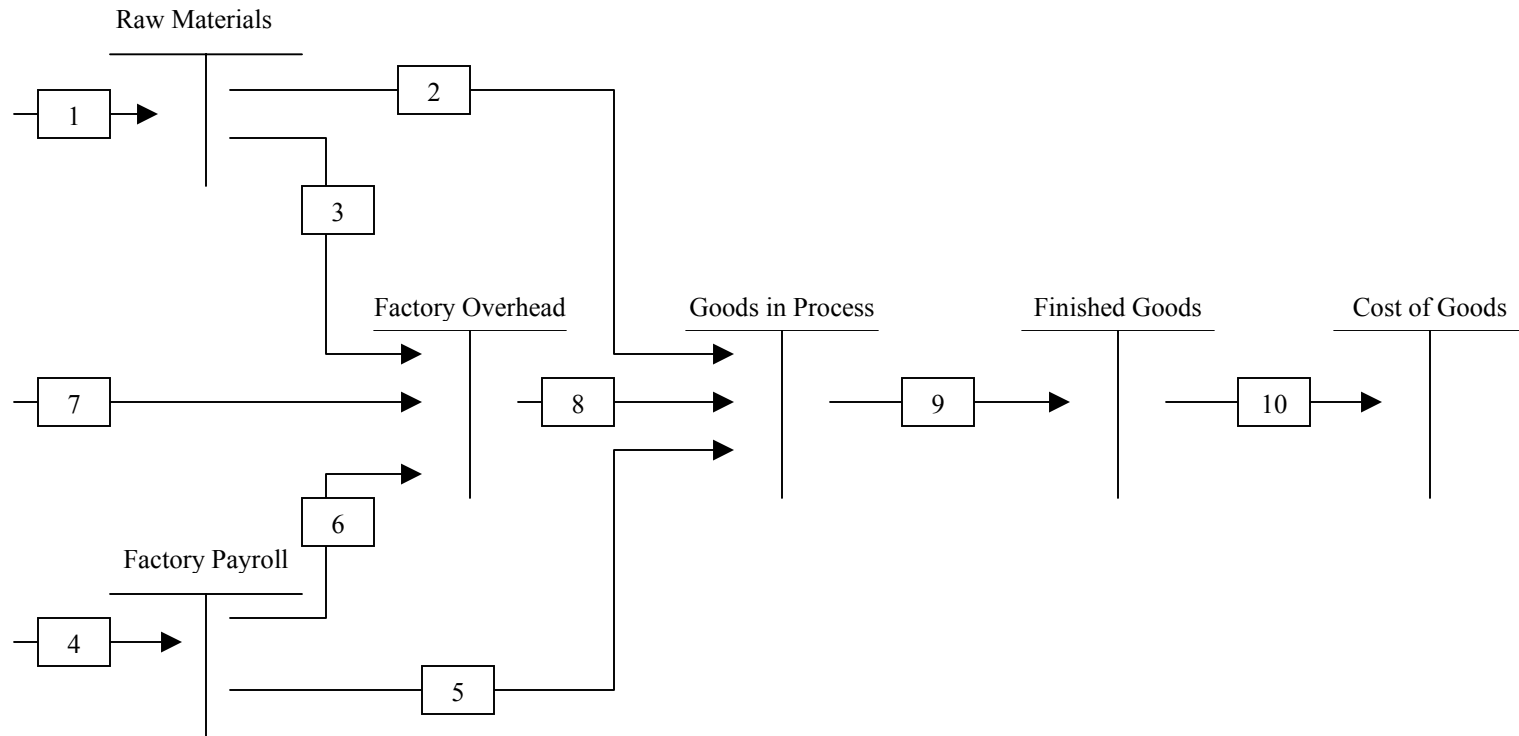 Raw Materials
2
1
3
Factory Overhead
Goods in Process
Finished Goods
Cost of Goods
7
8
9
10
6
Factory Payroll
4
5